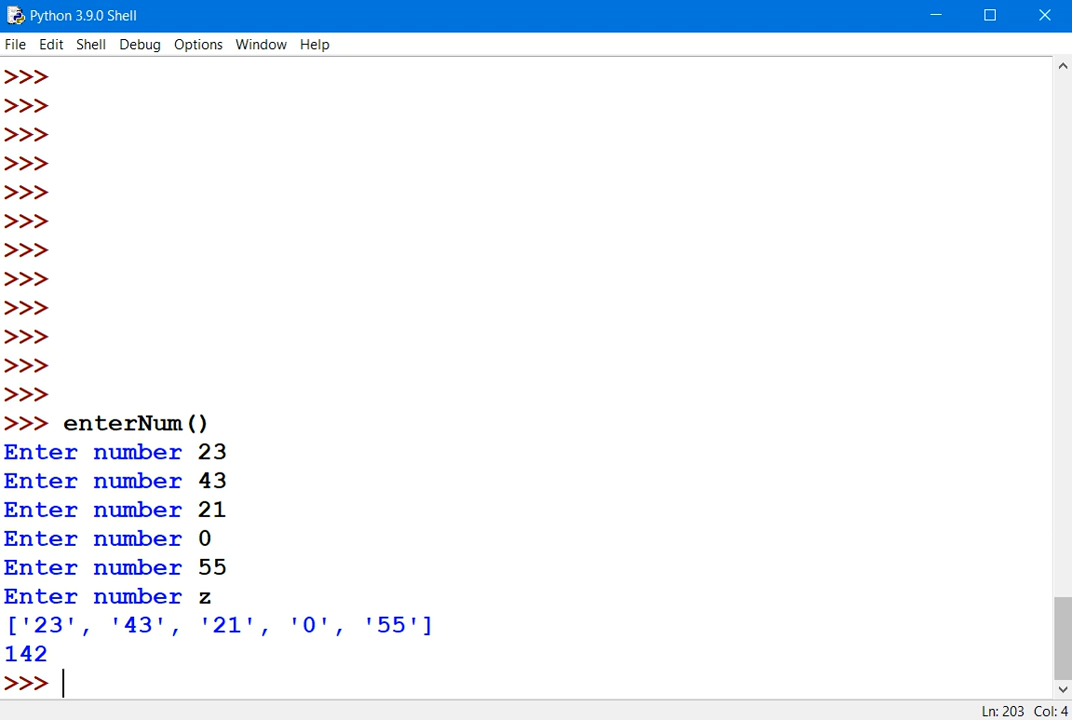 Python 3.9.0 Shell
File Edit Shell Debug Options Window Help
>>>
>>>
>>>
>>>
>>>
>>>
>>>
>>>
>>>
>>>
>>>
>>>
>>> enterNum()
Enter number 23
Enter number 43
Enter number 21
Enter number 0
Enter number 55
Enter number z
['23', '43', '21', '0', '55']
142
>>>
Ln: 203 Col: 4